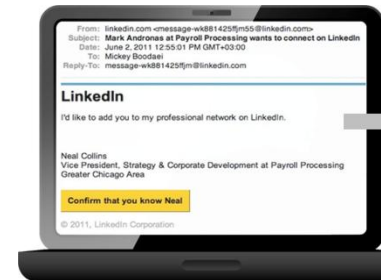 From: linkedin.com <message-wk881425ffjm55@linkedin.com>
Subject: Mark Andronas at Payroll Processing wants to connect on LinkedIn
Date: June 2, 2011 12:55:01 PM GMT+03:00
To: Mickey Boodaei
Reply-To: message-wk881425ffjm@linkedin.com
LinkedIn
I'd like to add you to my professional network on LinkedIn.
Neal Collins
Vice President, Strategy & Corporate Development at Payroll Processing
Greater Chicago Area
Confirm that you know Neal
© 2011, LinkedIn Corporation